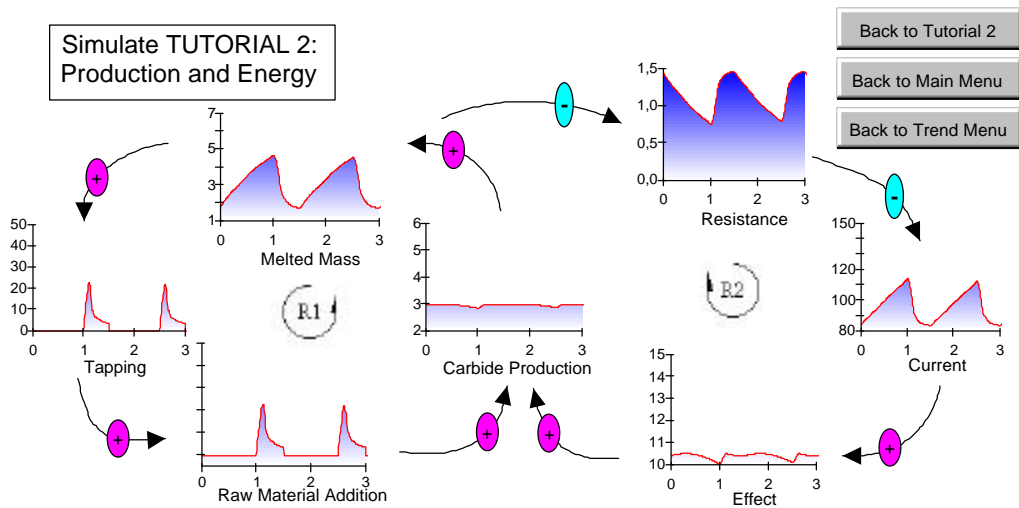 Simulate TUTORIAL 2:
Production and Energy
Back to Tutorial 2
Back to Main Menu
Back to Trend Menu
7
5
3
1
0 1 2 3
Melted Mass
+
-
+
1,5
1,0
1,5
0,0
0 1 2 3
Resistance
-
50
40
30
20
10
0
0 1 2 3
Tapping
R1
6
5
4
3
2
0 1 2 3
Carbide Production
R2
150
120
100
80
0 1 2 3
Current
+
0 1 2 3
Raw Material Addition
+
+
15
14
13
12
11
10
0 1 2 3
Effect
+